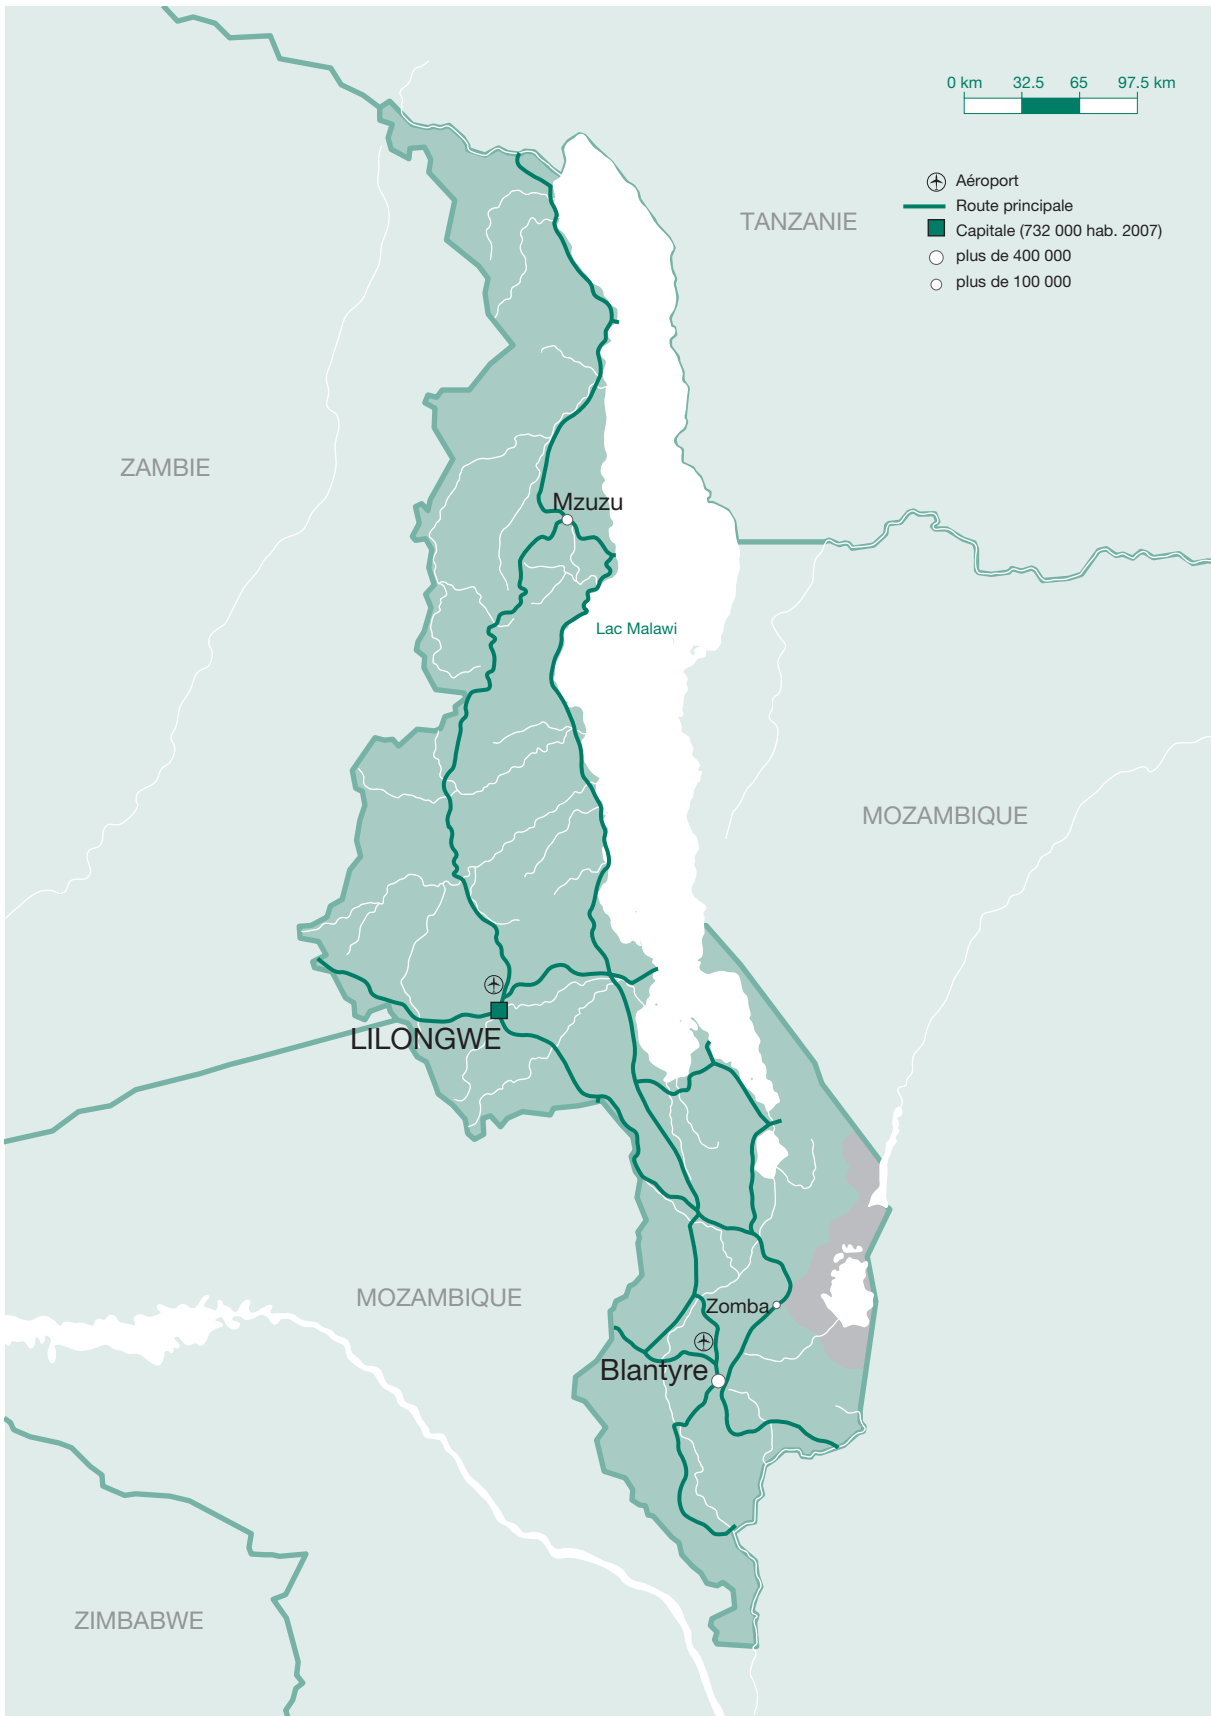 0 km 32.5 65 97.5 km
Aéroport
Route principale
Capitale (732 000 hab. 2007)
plus de 400 000
plus de 100 000
TANZANIE
ZAMBIE
Mzuzu
Lac Malawi
MOZAMBIQUE
LILONGWE
MOZAMBIQUE
Zomba
Blantyre
ZIMBABWE